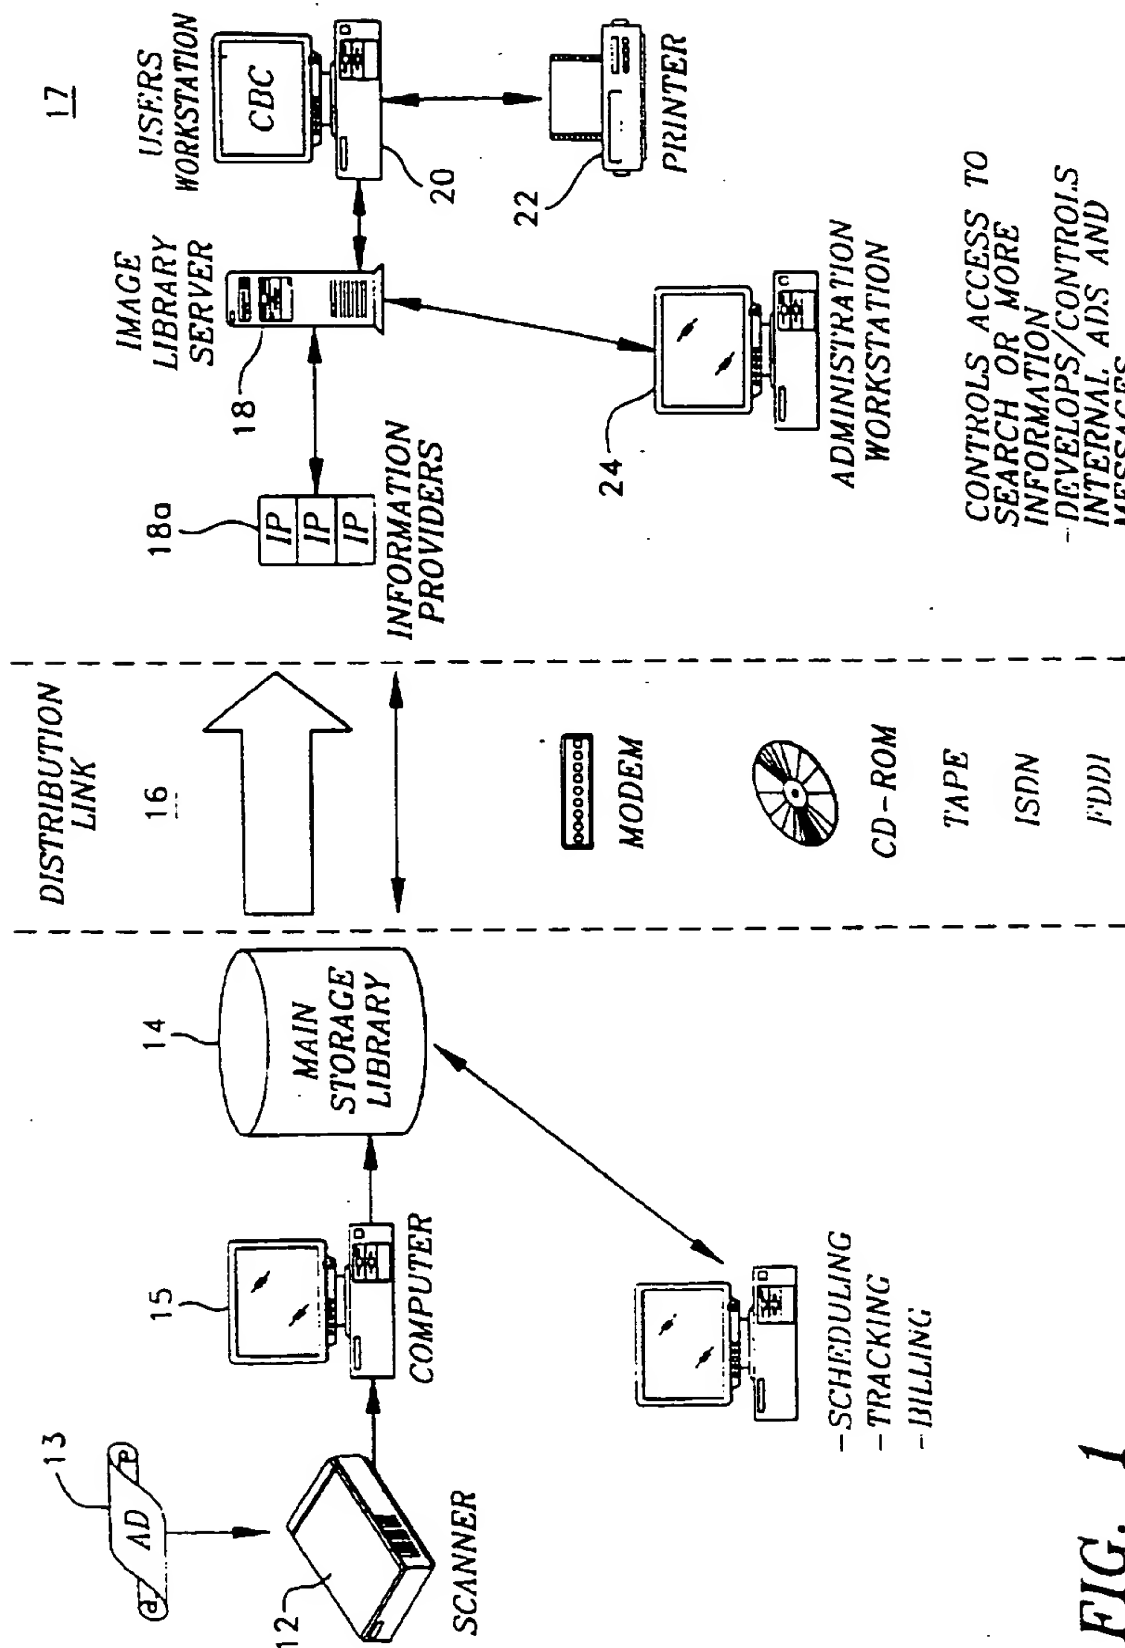 13
AD
12
SCANNER
15
COMPUTER
14
MAIN
STORAGE
LIBRARY
-SCHEDULING
-TRACKING
-BILLING
DISTRIBUTION
LINK
16
MODEM
CD-ROM
TAPE
ISDN
FDDI
17
18a
IP
IP
IP
INFORMATION
PROVIDERS
IMAGE
LIBRARY
SERVER
18
USERS
WORKSTATION
CBC
20
22
PRINTER
24
ADMINISTRATION
WORKSTATION
CONTROLS ACCESS TO
SEARCH OR MORE
INFORMATION
-DEVELOPS/CONTROLS
INTERNAL ADS AND
MESSAGES
FIG. 1